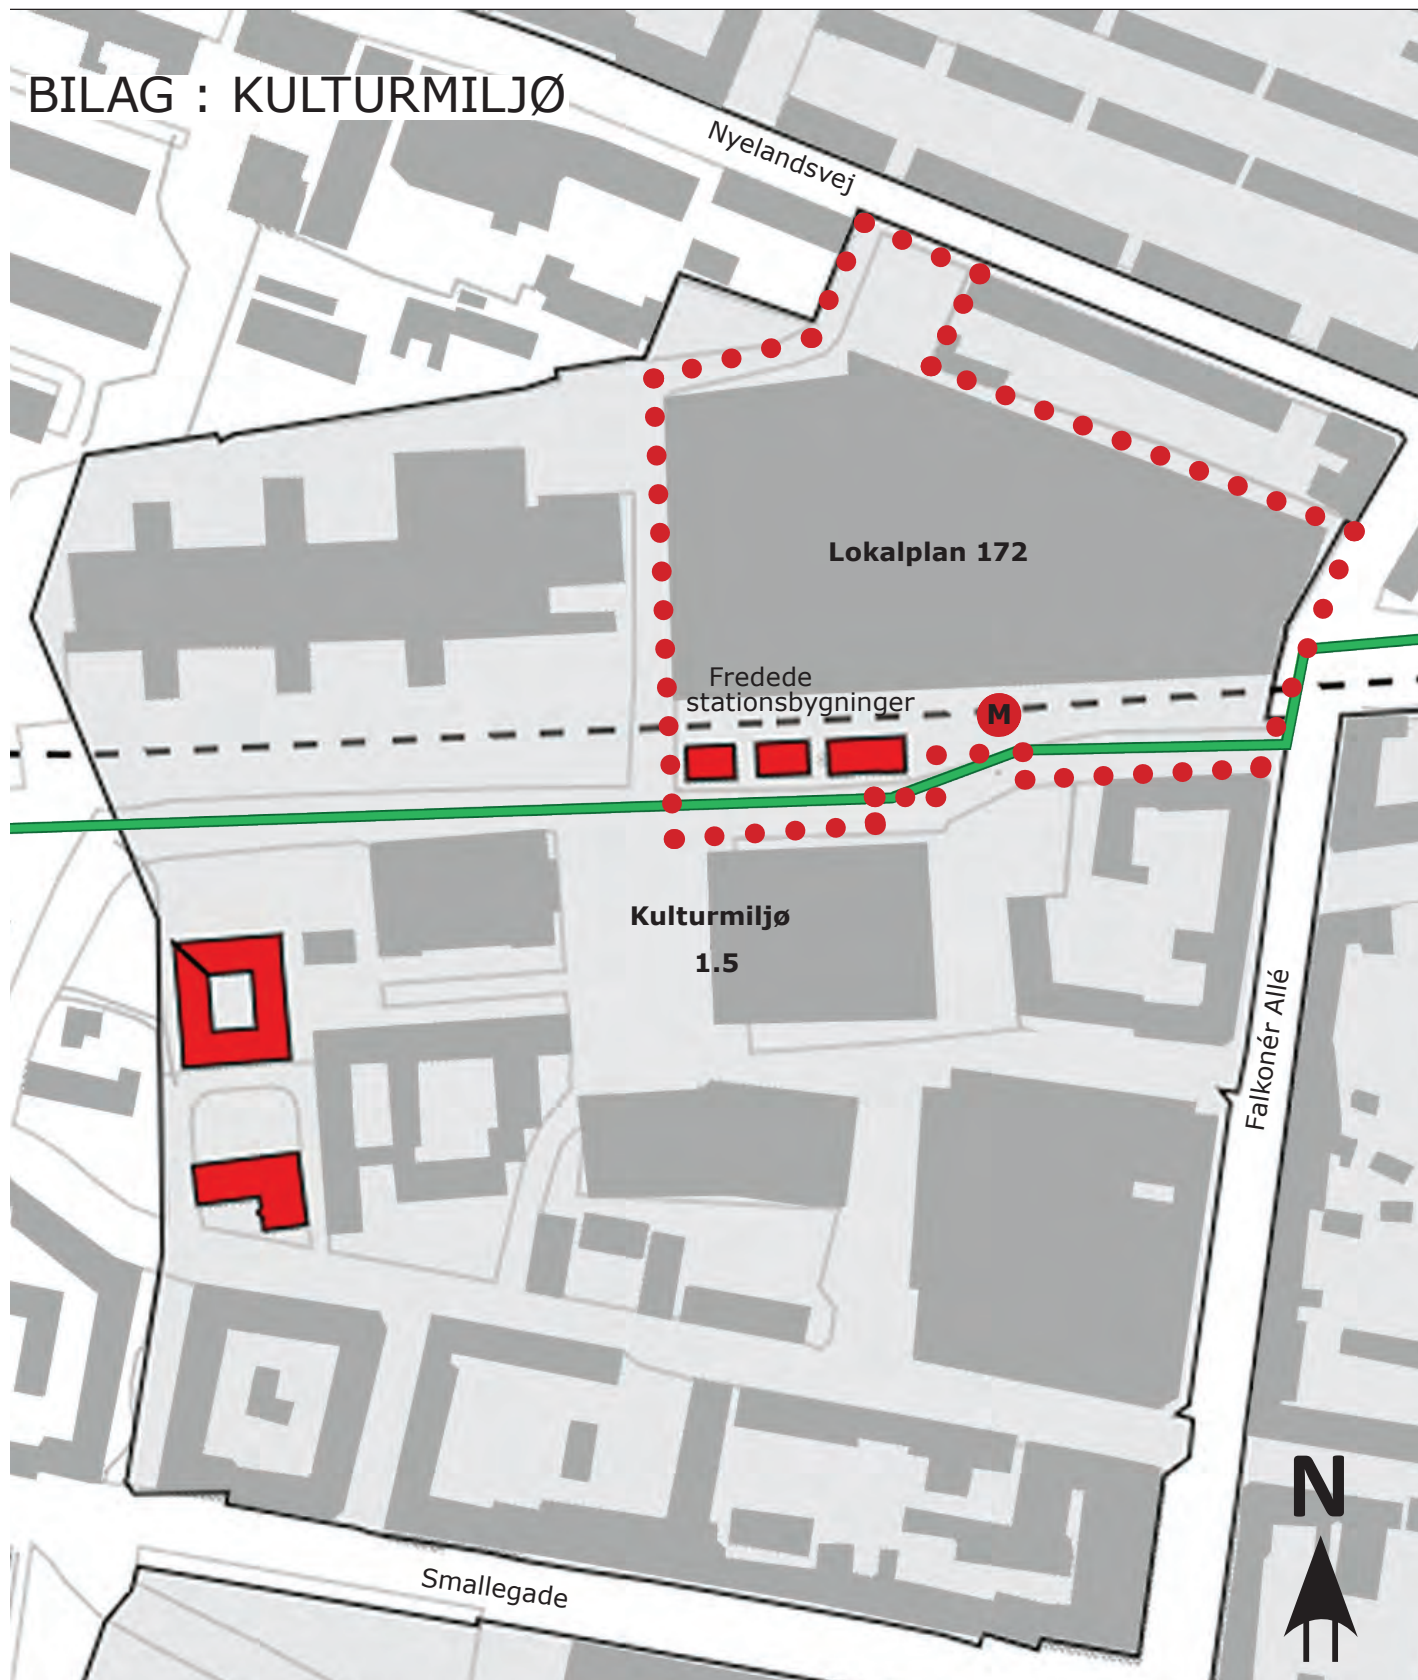 BILAG : KULTURMILJØ
Nyelandsvej
Lokalplan 172
Fredede
stationsbygninger
M
Kulturmiljø
1.5
Falkonér Allé
N
Smallegade